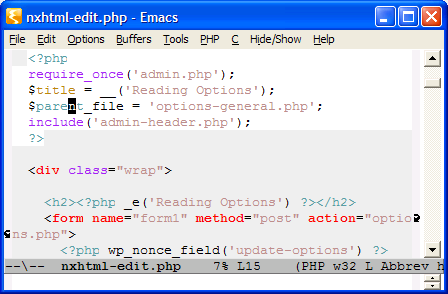 nxhtml-edit.php - Emacs
File Edit Options Buffers Tools PHP C Hide/Show Help
<?php
require_once('admin.php');
$title = __('Reading Options');
$parent_file = 'options-general.php';
include('admin-header.php');
?>
<div class="wrap">
<h2><?php _e('Reading Options') ?></h2>
<form name="form1" method="post" action="optio
ns.php">
<?php wp_nonce_field('update-options') ?>
--\-- nxhtml-edit.php 7% L15 (PHP w32 L Abbrev h